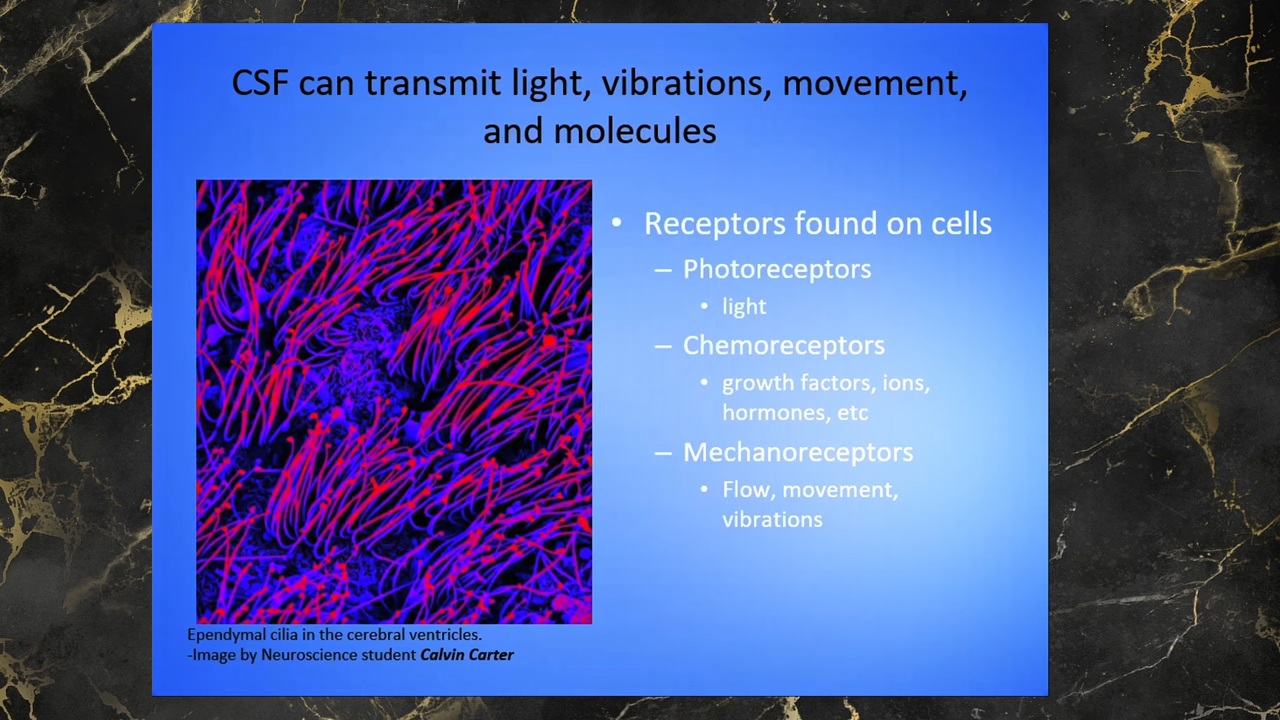 CSF can transmit light, vibrations, movement,
and molecules
• Receptors found on cells
– Photoreceptors
• light
– Chemoreceptors
• growth factors, ions,
hormones, etc
– Mechanoreceptors
• Flow, movement,
vibrations
Ependymal cilia in the cerebral ventricles.
-Image by Neuroscience student Calvin Carter